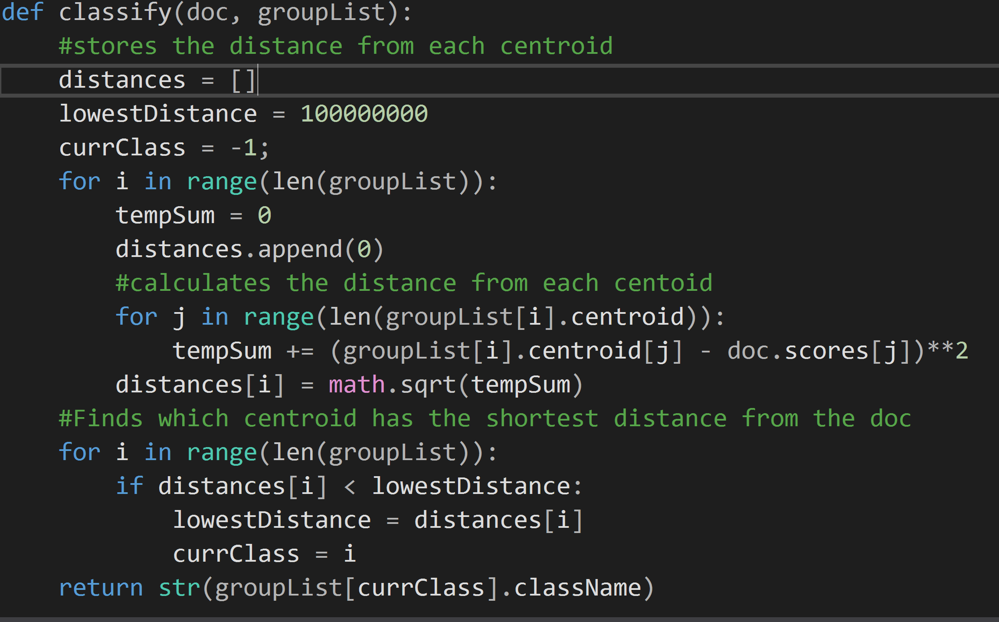 def classify(doc, groupList):
    #stores the distance from each centroid
    distances = []
    lowestDistance = 100000000
    currClass = -1;
    for i in range(len(groupList)):
        tempSum = 0
        distances.append(0)
        #calculates the distance from each centoid
        for j in range(len(groupList[i].centroid)):
            tempSum += (groupList[i].centroid[j] - doc.scores[j])**2
        distances[i] = math.sqrt(tempSum)
    #Finds which centroid has the shortest distance from the doc
    for i in range(len(groupList)):
        if distances[i] < lowestDistance:
            lowestDistance = distances[i]
            currClass = i
    return str(groupList[currClass].className)